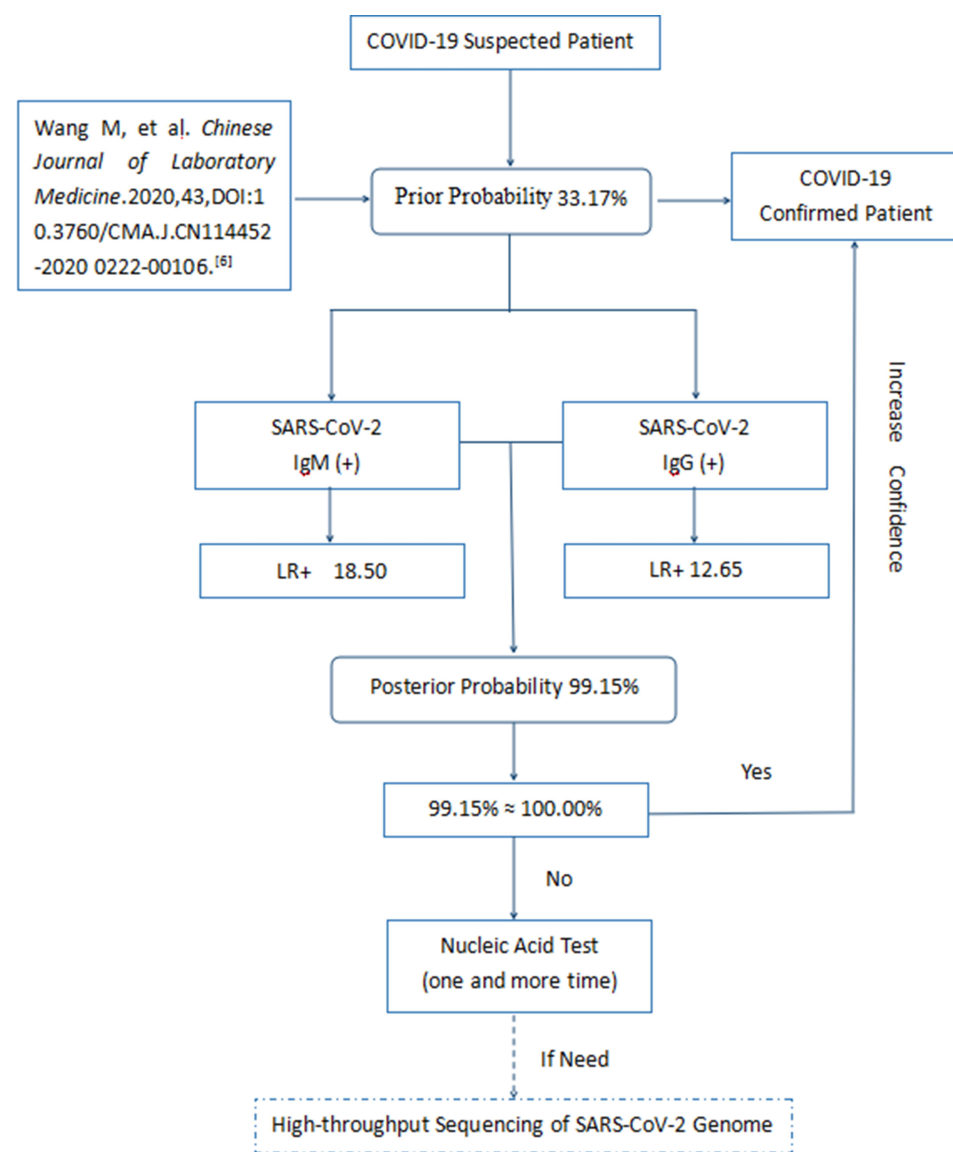 COVID-19 Suspected Patient
Wang M, et al. Chinese
Journal of Laboratory
Medicine.2020,43,DOI:1
0.3760/CMA.J.CN114452
-2020 0222-00106.[6]
Prior Probability 33.17%
COVID-19
Confirmed Patient
SARS-CoV-2
IgM (+)
SARS-CoV-2
IgG (+)
Increase Confidence
LR+ 18.50
LR+ 12.65
Posterior Probability 99.15%
99.15% ≈ 100.00%
Yes
No
Nucleic Acid Test
(one and more time)
If Need
High-throughput Sequencing of SARS-CoV-2 Genome